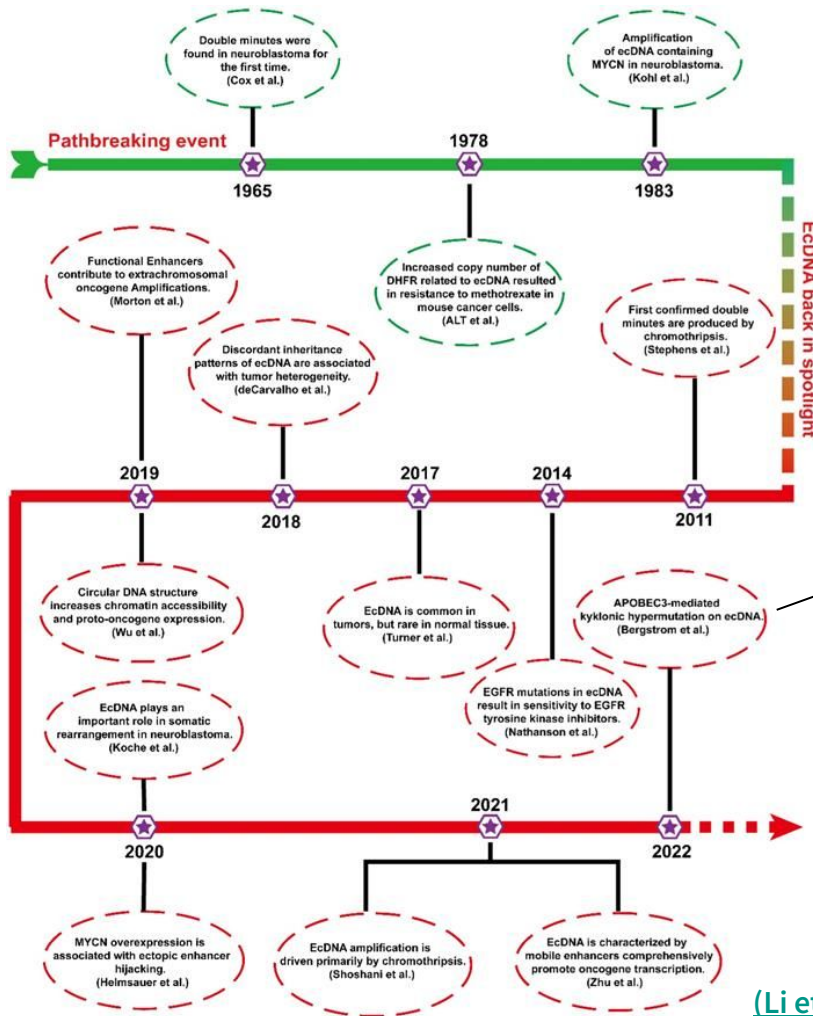 Double minutes were
found in neuroblastoma for
the first time.
(Cox et al.)
Amplification
of ecDNA containing
MYCN in neuroblastoma.
(Kohl et al.)
Pathbreaking event
1965
1978
1983
EcDNA back in spotlight
Increased copy number of
DHFR related to ecDNA resulted
in resistance to methotrexate in
mouse cancer cells.
(ALT et al.)
Functional Enhancers
contribute to extrachromosomal
oncogene Amplifications.
(Morton et al.)
Discordant inheritance
patterns of ecDNA are associated
with tumor heterogeneity.
(deCarvalho et al.)
First confirmed double
minutes are produced by
chromothripsis.
(Stephens et al.)
2019
2018
2017
2014
2011
Circular DNA structure
increases chromatin accessibility
and proto-oncogene expression.
(Wu et al.)
EcDNA is common in
tumors, but rare in normal tissue.
(Turner et al.)
EGFR mutations in ecDNA
result in sensitivity to EGFR
tyrosine kinase inhibitors.
(Nathanson et al.)
APOBEC3-mediated
kyklonic hypermutation on ecDNA.
(Bergstrom et al.)
EcDNA plays an
important role in somatic
rearrangement in neuroblastoma.
(Koche et al.)
2020
2021
2022
MYCN overexpression is
associated with ectopic enhancer
hijacking.
(Helmsauer et al.)
EcDNA amplification is
driven primarily by chromothripsis.
(Shoshani et al.)
EcDNA is characterized by
mobile enhancers comprehensively
promote oncogene transcription.
(Zhu et al.)
(Li et